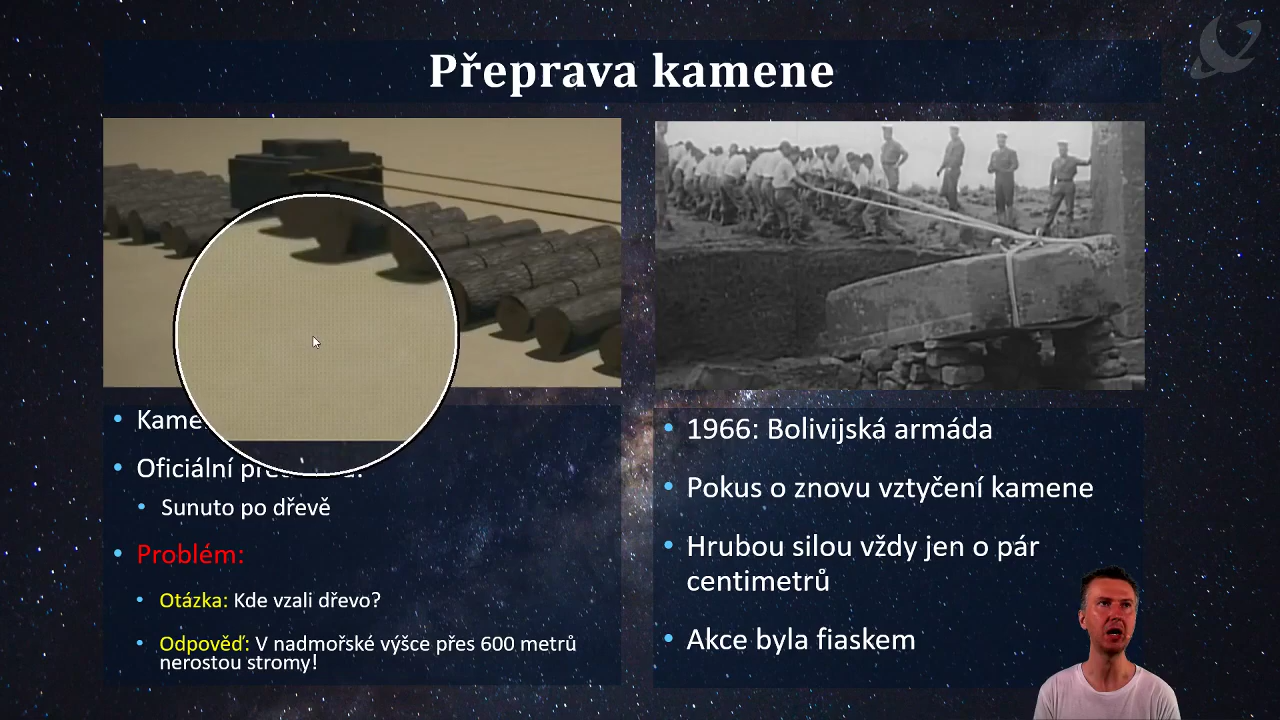 Přeprava kamene
Oficiální
Sunuto po dřevě
Problém:
Otázka: Kde vzali dřevo?
Odpověď: V nadmořské výšce přes 600 metrů
nerostou stromy!
1966: Bolivijská armáda
Pokus o znovu vztyčení kamene
Hrubou silou vždy jen o pár
centimetrů
Akce byla fiaskem